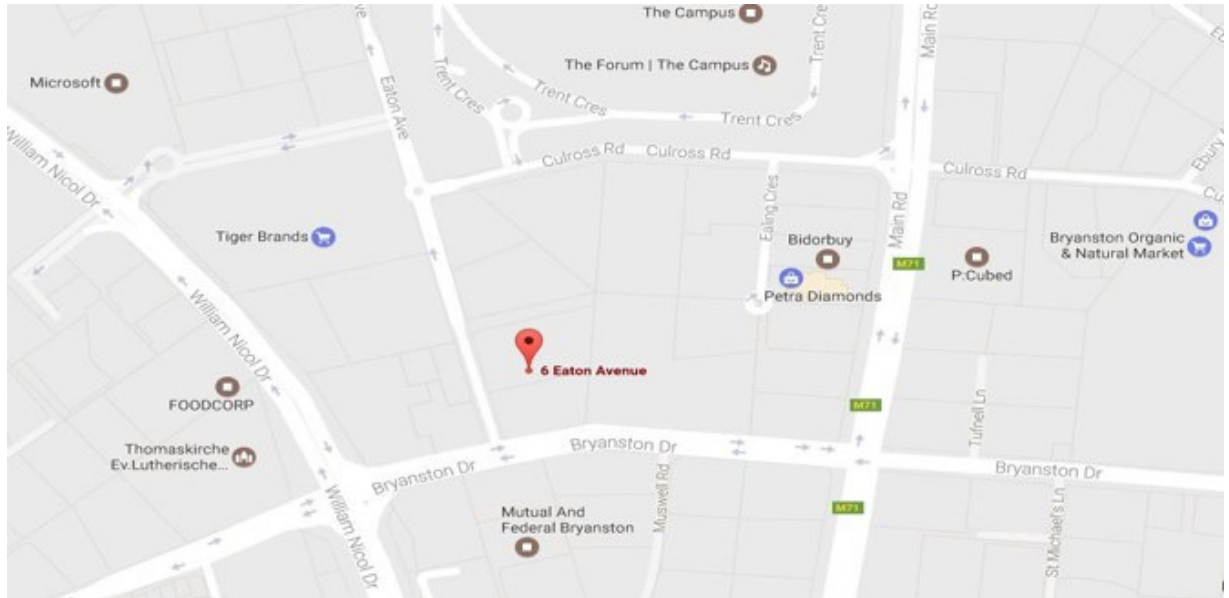 The Campus
The Forum | The Campus
Microsoft
Eaton Ave
Trent Cres
Trent Cres
Trent Cres
Trent Cres
Main Rd
William Nicol Dr
Culross Rd
Culross Rd
Culross Rd
Ebury
Ealing Cres
Main Rd
Tiger Brands
Bidorbuy
M71
P:Cubed
Bryanston Organic
& Natural Market
Petra Diamonds
William Nicol Dr
6 Eaton Avenue
FOODCORP
M71
Tufnell Ln
Thomaskirche
Ev.Lutherische...
Bryanston Dr
Bryanston Dr
Bryanston Dr
Muswell Rd
William Nicol Dr
Mutual And
Federal Bryanston
M71
St Michael's Ln